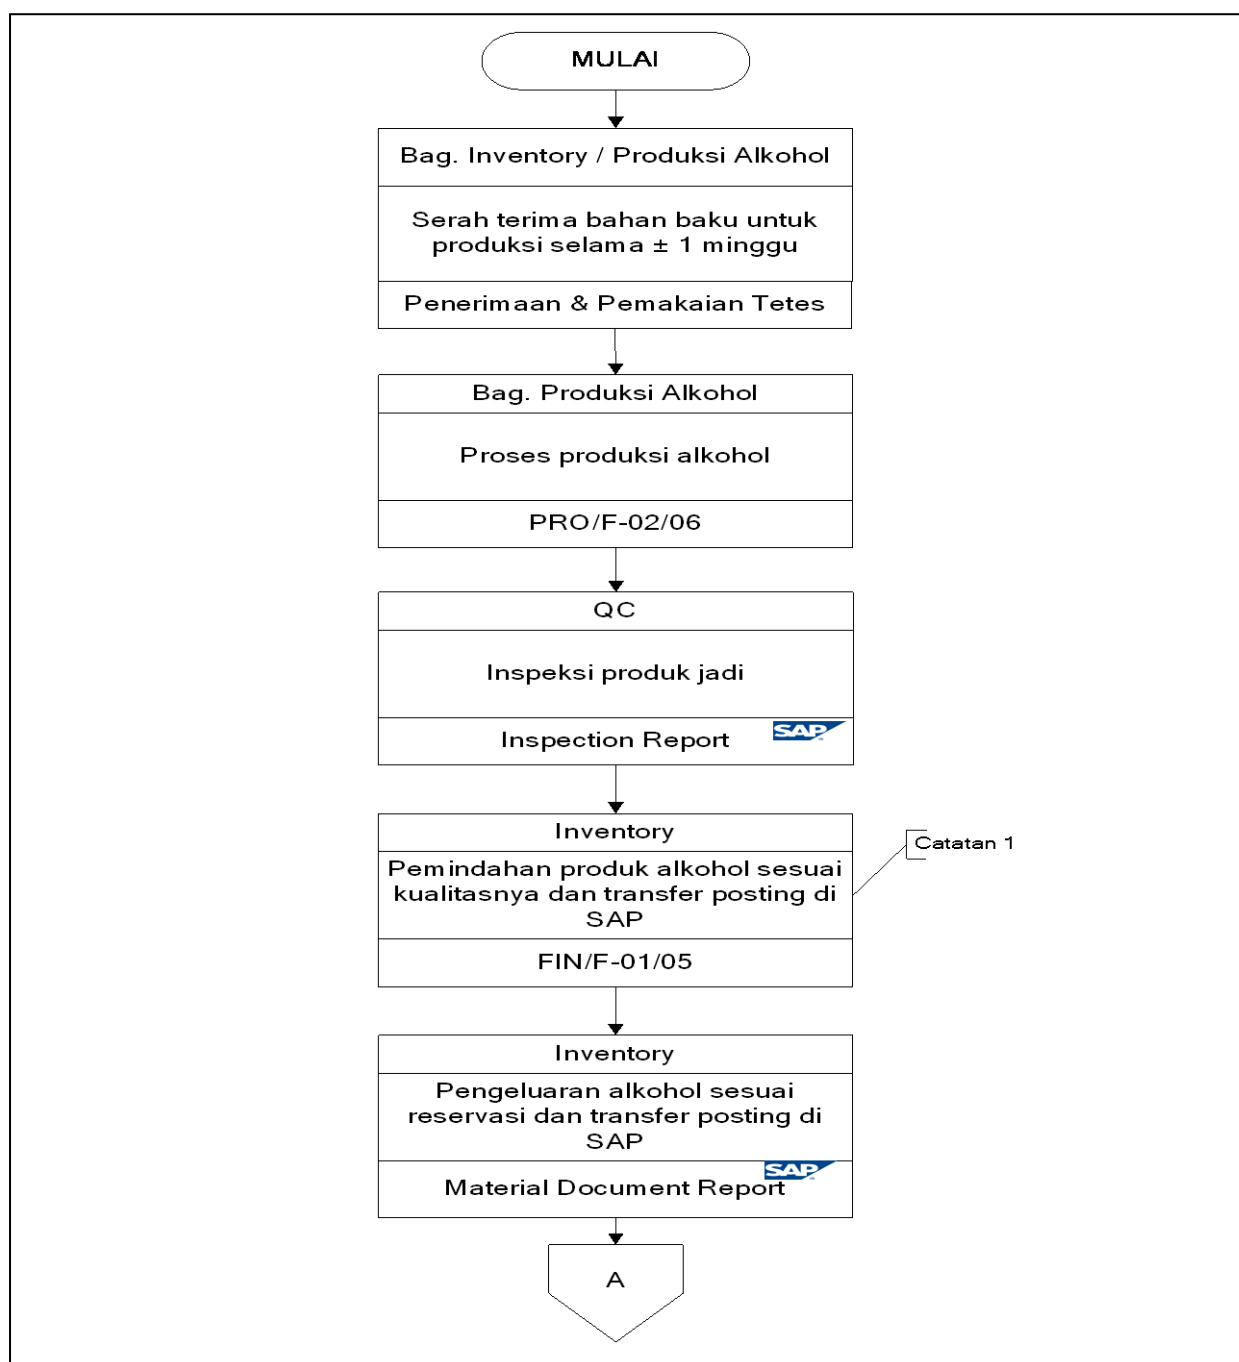 MULAI
Bag. Inventory / Produksi Alkohol
Serah terima bahan baku untuk
produksi selama ± 1 minggu
Penerimaan & Pemakaian Tetes
Bag. Produksi Alkohol
Proses produksi alkohol
PRO/F-02/06
QC
Inspeksi produk jadi
Inspection Report
SAP
Inventory
Pemindahan produk alkohol sesuai
kualitasnya dan transfer posting di
SAP
FIN/F-01/05
Catatan 1
Inventory
Pengeluaran alkohol sesuai
reservasi dan transfer posting di
SAP
SAP
Material Document Report
A